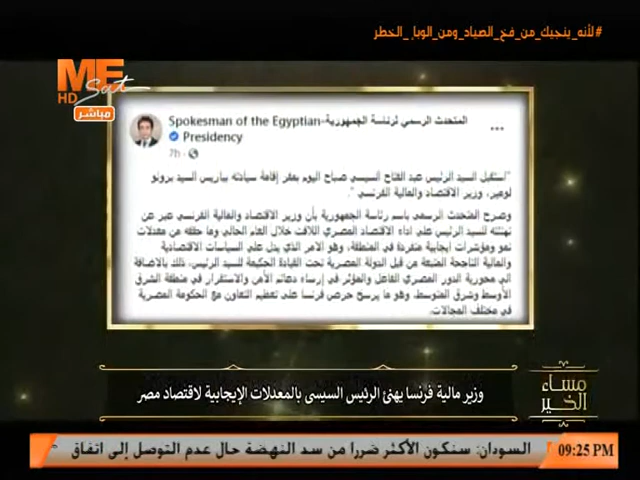 #لأنه_ينجيك_من_فخ_الصياد_ومن_الوبا_الخطر
ME
Sat
HD
مباشر
المتحدث الرسمي لرئاسة الجمهورية-Spokesman of the Egyptian
Presidency
7h
"استقبل السيد الرئيس عبد الفتاح السيسي صباح اليوم بمقر إقامة سيادته بباريس السيد برونو
لومير، وزير الاقتصاد والمالية الفرنسي ".
وصرح المتحدث الرسمي باسم رئاسة الجمهورية بأن وزير الاقتصاد والمالية الفرنسي عبر عن
تهنئته للسيد الرئيس على اداء الاقتصاد المصري اللافت خلال العام الحالي وما حققه من معدلات
نمو ومؤشرات ايجابية متفردة في المنطقة، وهو الامر الذي يدل على السياسات الاقتصادية
والمالية الناجحة المتبعة من قبل الدولة المصرية تحت القيادة الحكيمة للسيد الرئيس، ذلك بالاضافة
الى محورية الدور المصري الفاعل والمؤثر في إرساء دعائم الأمن والاستقرار في منطقة الشرق
الأوسط وشرق المتوسط، وهو ما يرسخ حرص فرنسا على تعظيم التعاون مع الحكومة المصرية
في مختلف المجالات.
وزير مالية فرنسا يهنئ الرئيس السيسى بالمعدلات الإيجابية لاقتصاد مصر
مساء
الخير
السودان: سنكون الأكثر ضررا من سد النهضة حال عدم التوصل إلى اتفاق
09:25 PM